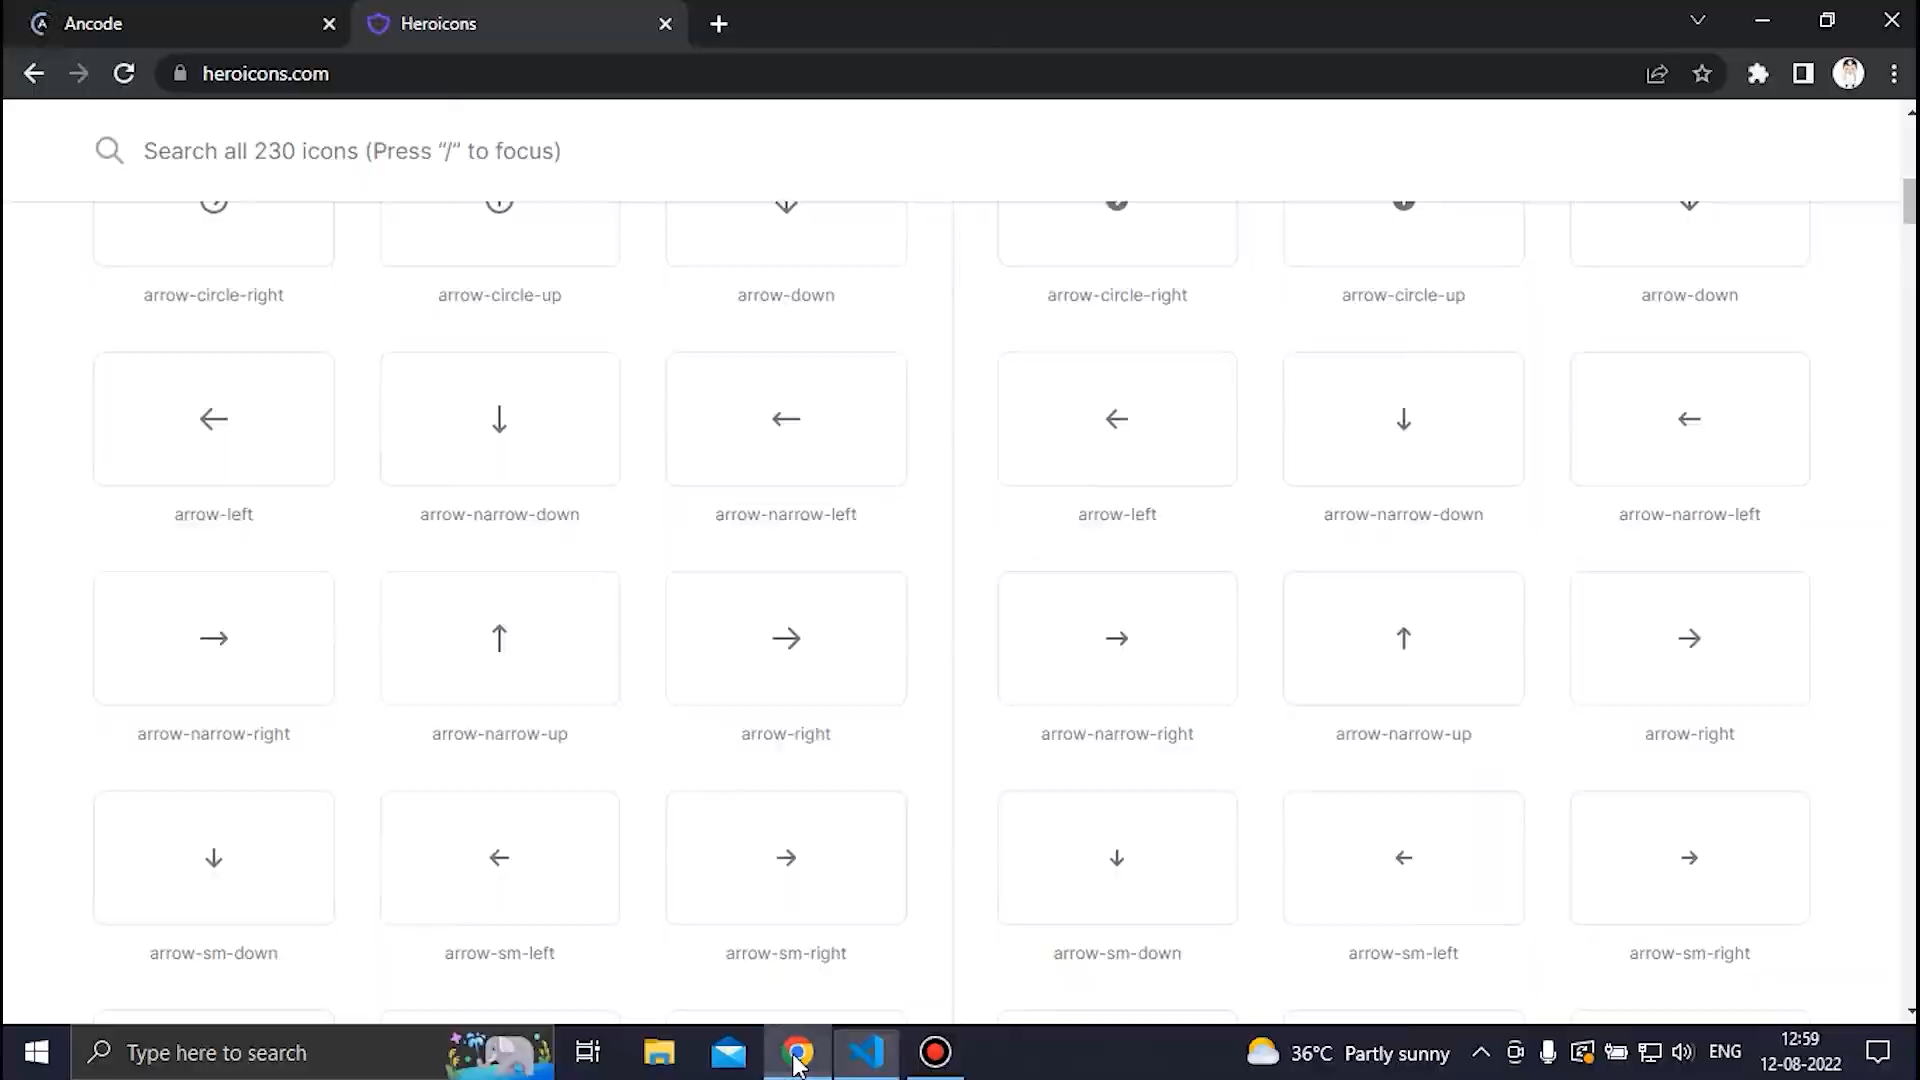 Ancode
Heroicons
heroicons.com
Search all 230 icons (Press “/” to focus)
arrow-circle-right
arrow-circle-up
arrow-down
arrow-circle-right
arrow-circle-up
arrow-down
arrow-left
arrow-narrow-down
arrow-narrow-left
arrow-left
arrow-narrow-down
arrow-narrow-left
arrow-narrow-right
arrow-narrow-up
arrow-right
arrow-narrow-right
arrow-narrow-up
arrow-right
arrow-sm-down
arrow-sm-left
arrow-sm-right
arrow-sm-down
arrow-sm-left
arrow-sm-right
Type here to search
36°C Partly sunny
ENG
12:59
12-08-2022